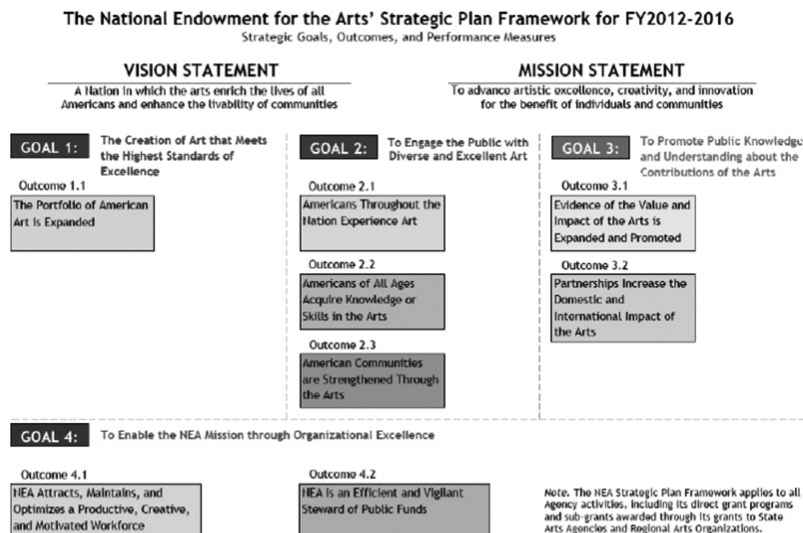 The National Endowment for the Arts' Strategic Plan Framework for FY2012-2016
Strategic Goals, Outcomes, and Performance Measures
VISION STATEMENT
A Nation in which the arts enrich the lives of all
Americans and enhance the livability of communities
MISSION STATEMENT
To advance artistic excellence, creativity, and innovation
for the benefit of individuals and communities
GOAL 1:
The Creation of Art that Meets
the Highest Standards of
Excellence
Outcome 1.1
The Portfolio of American
Art is Expanded
GOAL 2:
To Engage the Public with
Diverse and Excellent Art
Outcome 2.1
Americans Throughout the
Nation Experience Art
Outcome 2.2
Americans of All Ages
Acquire Knowledge or
Skills in the Arts
Outcome 2.3
American Communities
are Strengthened Through
the Arts
GOAL 3:
To Promote Public Knowledge
and Understanding about the
Contributions of the Arts
Outcome 3.1
Evidence of the Value and
Impact of the Arts is
Expanded and Promoted
Outcome 3.2
Partnerships Increase the
Domestic and
International Impact of
the Arts
GOAL 4:
To Enable the NEA Mission through Organizational Excellence
Outcome 4.1
NEA Attracts, Maintains, and
Optimizes a Productive, Creative,
and Motivated Workforce
Outcome 4.2
NEA is an Efficient and Vigilant
Steward of Public Funds
Note. The NEA Strategic Plan Framework applies to all
Agency activities, including its direct grant programs
and sub-grants awarded through its grants to State
Arts Agencies and Regional Arts Organizations.